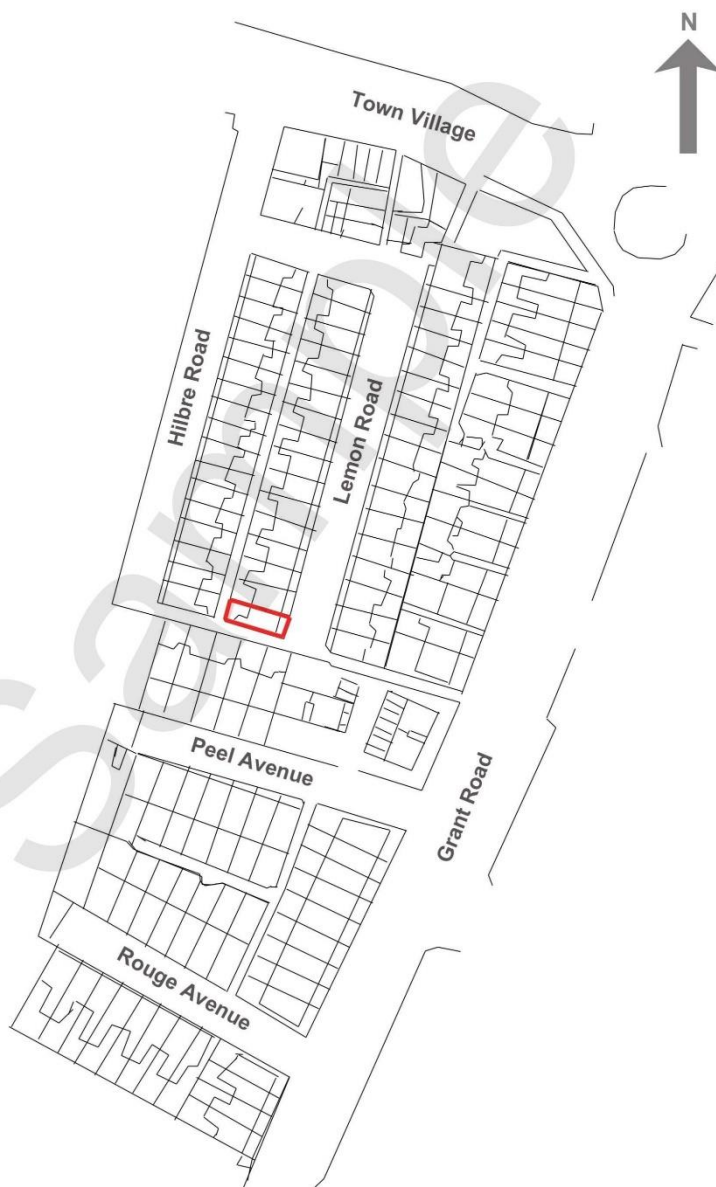 N
Town Village
Hilbre Road
Lemon Road
Peel Avenue
Grant Road
Rouge Avenue
Sample